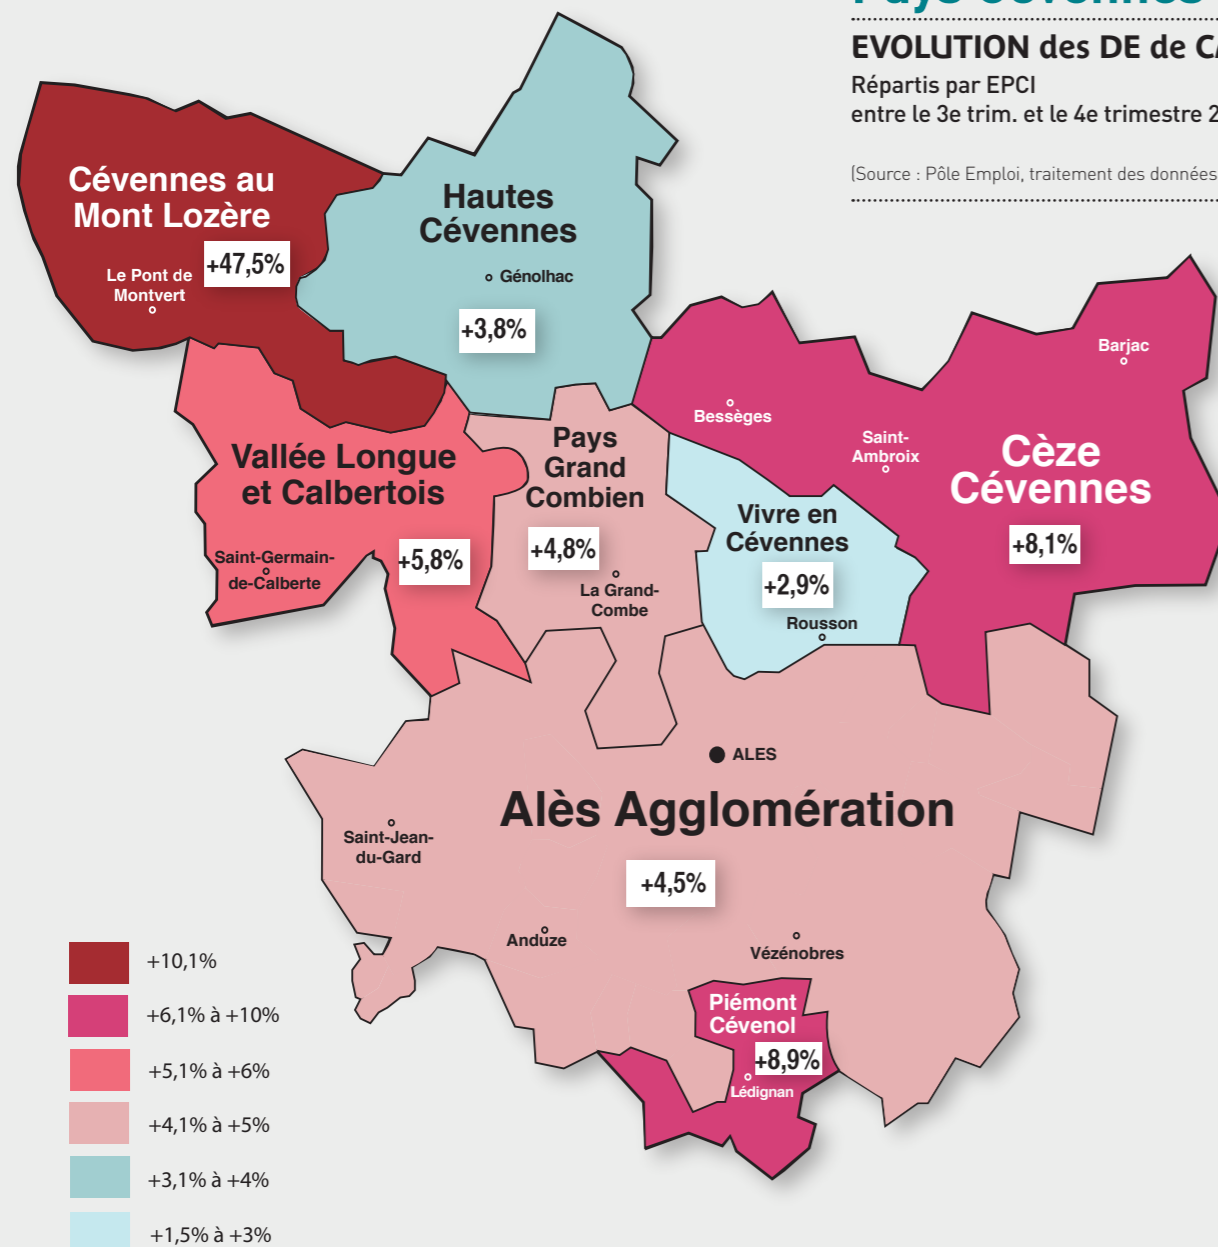 EVOLUTION des DE de
Répartis par EPCI
entre le 3e trim. et le 4e trimestre
(Source : Pôle Emploi, traitement des données
Cévennes au
Mont Lozère
+47,5%
Le Pont de
Montvert
Hautes
Cévennes
Génolhac
+3,8%
Barjac
Bessèges
Saint-
Ambroix
Cèze
Cévennes
+8,1%
Vallée Longue
et Calbertois
+5,8%
Saint-Germain-
de-Calberte
Pays
Grand
Combien
+4,8%
La Grand-
Combe
Vivre en
Cévennes
+2,9%
Rousson
ALES
Alès Agglomération
+4,5%
Saint-Jean-
du-Gard
Anduze
Vézénobres
Piémont
Cévenol
+8,9%
Lédignan
+10,1%
+6,1% à +10%
+5,1% à +6%
+4,1% à +5%
+3,1% à +4%
+1,5% à +3%